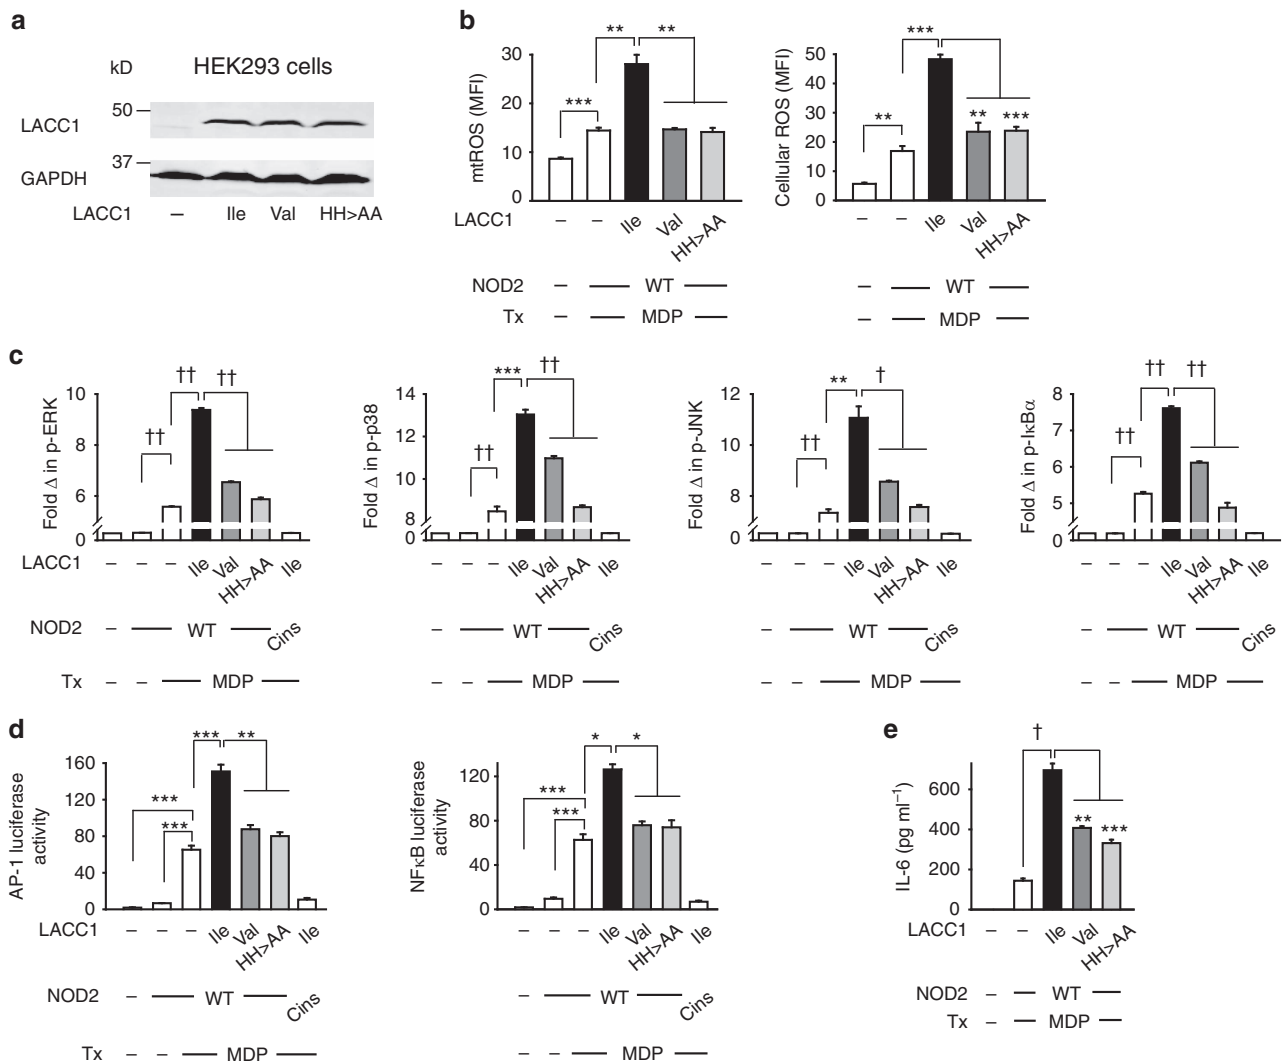 a
kD
HEK293 cells
50
LACC1
37
GAPDH
LACC1 – Ile Val HH>AA
b
mtROS (MFI)
30
20
10
0
***
**
**
LACC1 – – Ile Val HH>AA
NOD2 – WT
Tx – MDP
Cellular ROS (MFI)
50
40
30
20
10
0
**
***
** ***
– – Ile Val HH>AA
– WT
– MDP
c
Fold Δ in p-ERK
10
8
6
0
††
††
††
LACC1 – – – Ile Val HH>AA Ile
NOD2 – WT Cins
Tx – – MDP
Fold Δ in p-p38
14
12
10
8
0
††
***
††
– – – Ile Val HH>AA Ile
– WT Cins
– – MDP
Fold Δ in p-JNK
12
10
8
0
††
**
†
– – – Ile Val HH>AA Ile
– WT Cins
– – MDP
Fold Δ in p-IκBα
8
7
6
5
0
††
††
††
– – – Ile Val HH>AA Ile
– WT Cins
– – MDP
d
AP-1 luciferase
activity
160
120
80
40
0
***
***
***
**
LACC1 – – – Ile Val HH>AA Ile
NOD2 – WT Cins
Tx – – MDP
NFκB luciferase
activity
120
80
40
0
***
***
*
*
– – – Ile Val HH>AA Ile
– WT Cins
– – MDP
e
IL-6 (pg ml⁻¹)
600
400
200
0
†
** ***
LACC1 – – Ile Val HH>AA
NOD2 – WT
Tx – MDP